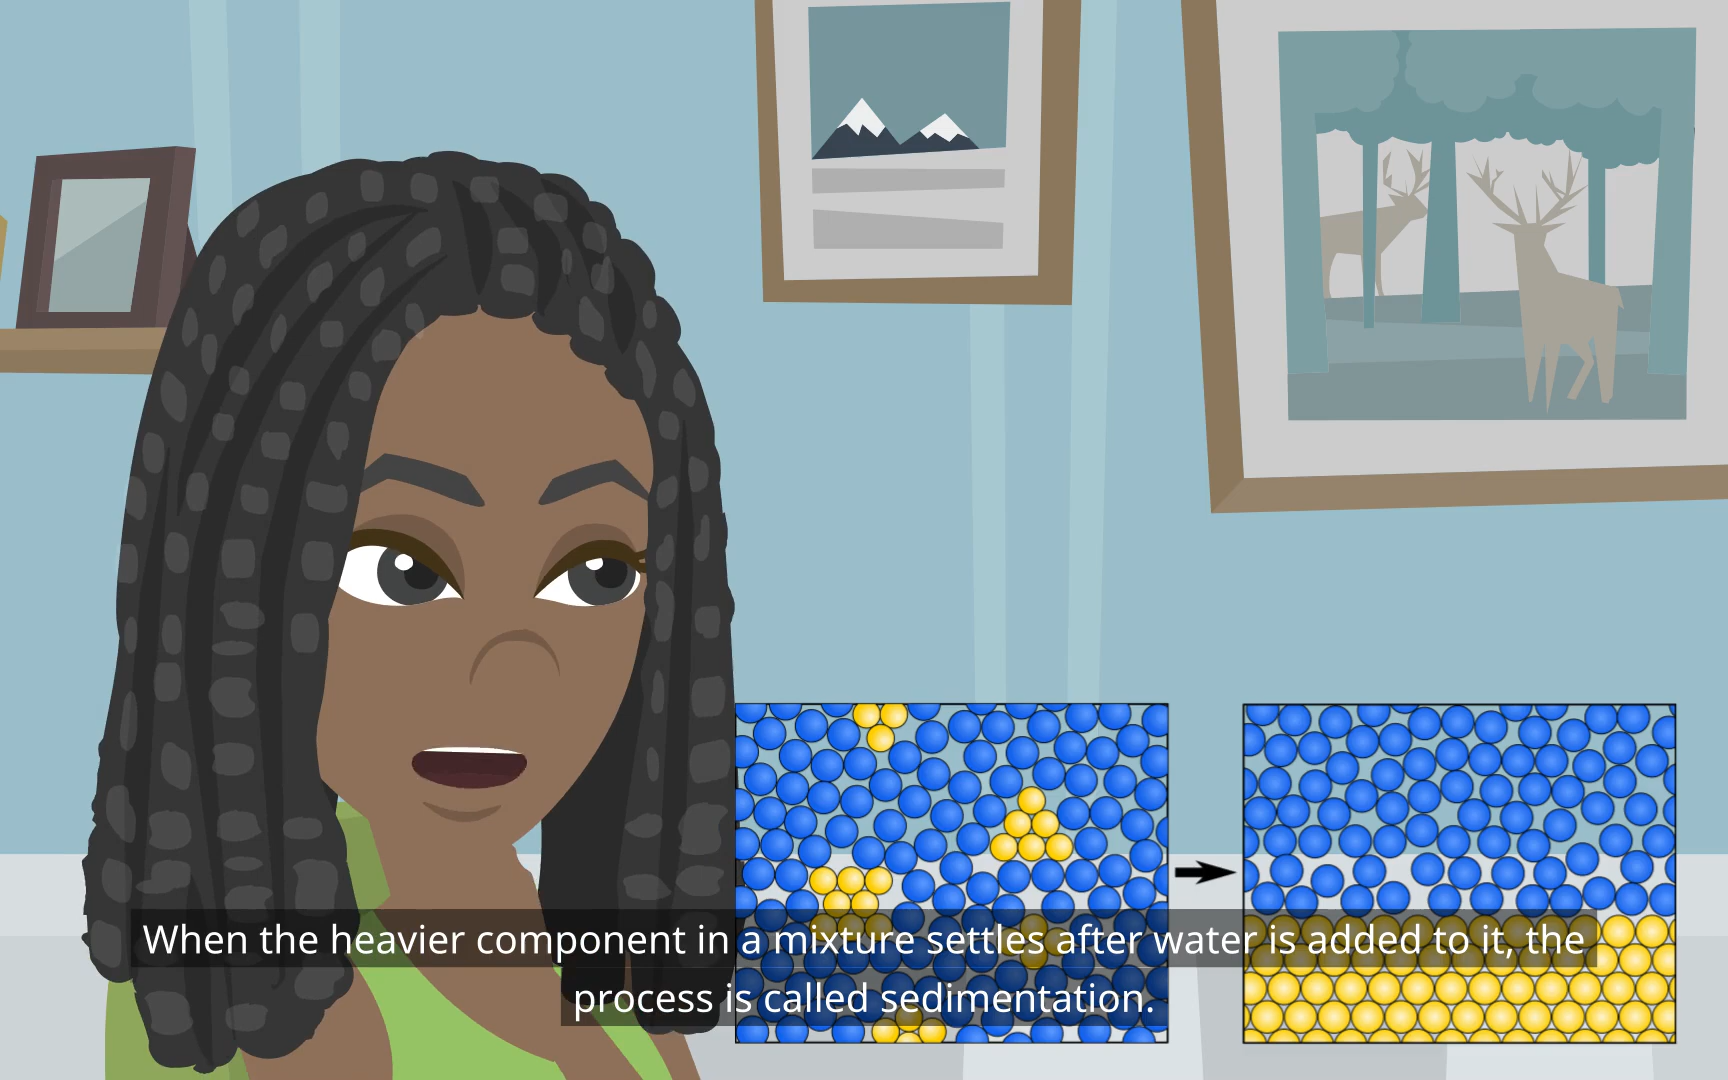 When the heavier component in a mixture settles after water is added to it, the
process is called sedimentation.